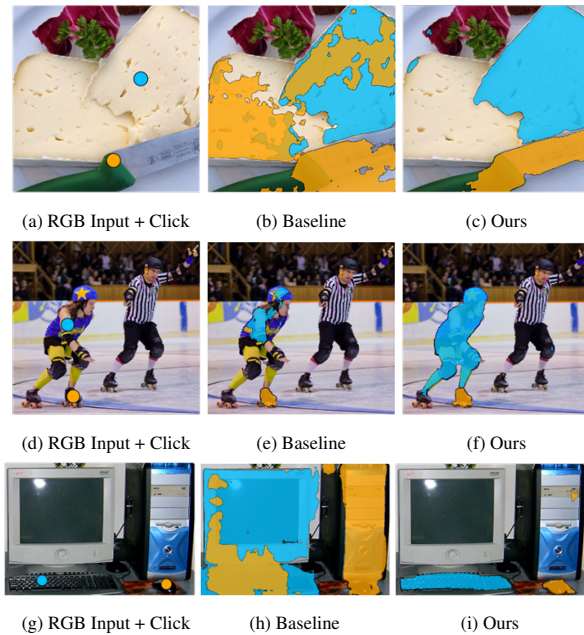 (a) RGB Input + Click (b) Baseline (c) Ours
(d) RGB Input + Click (e) Baseline (f) Ours
(g) RGB Input + Click (h) Baseline (i) Ours